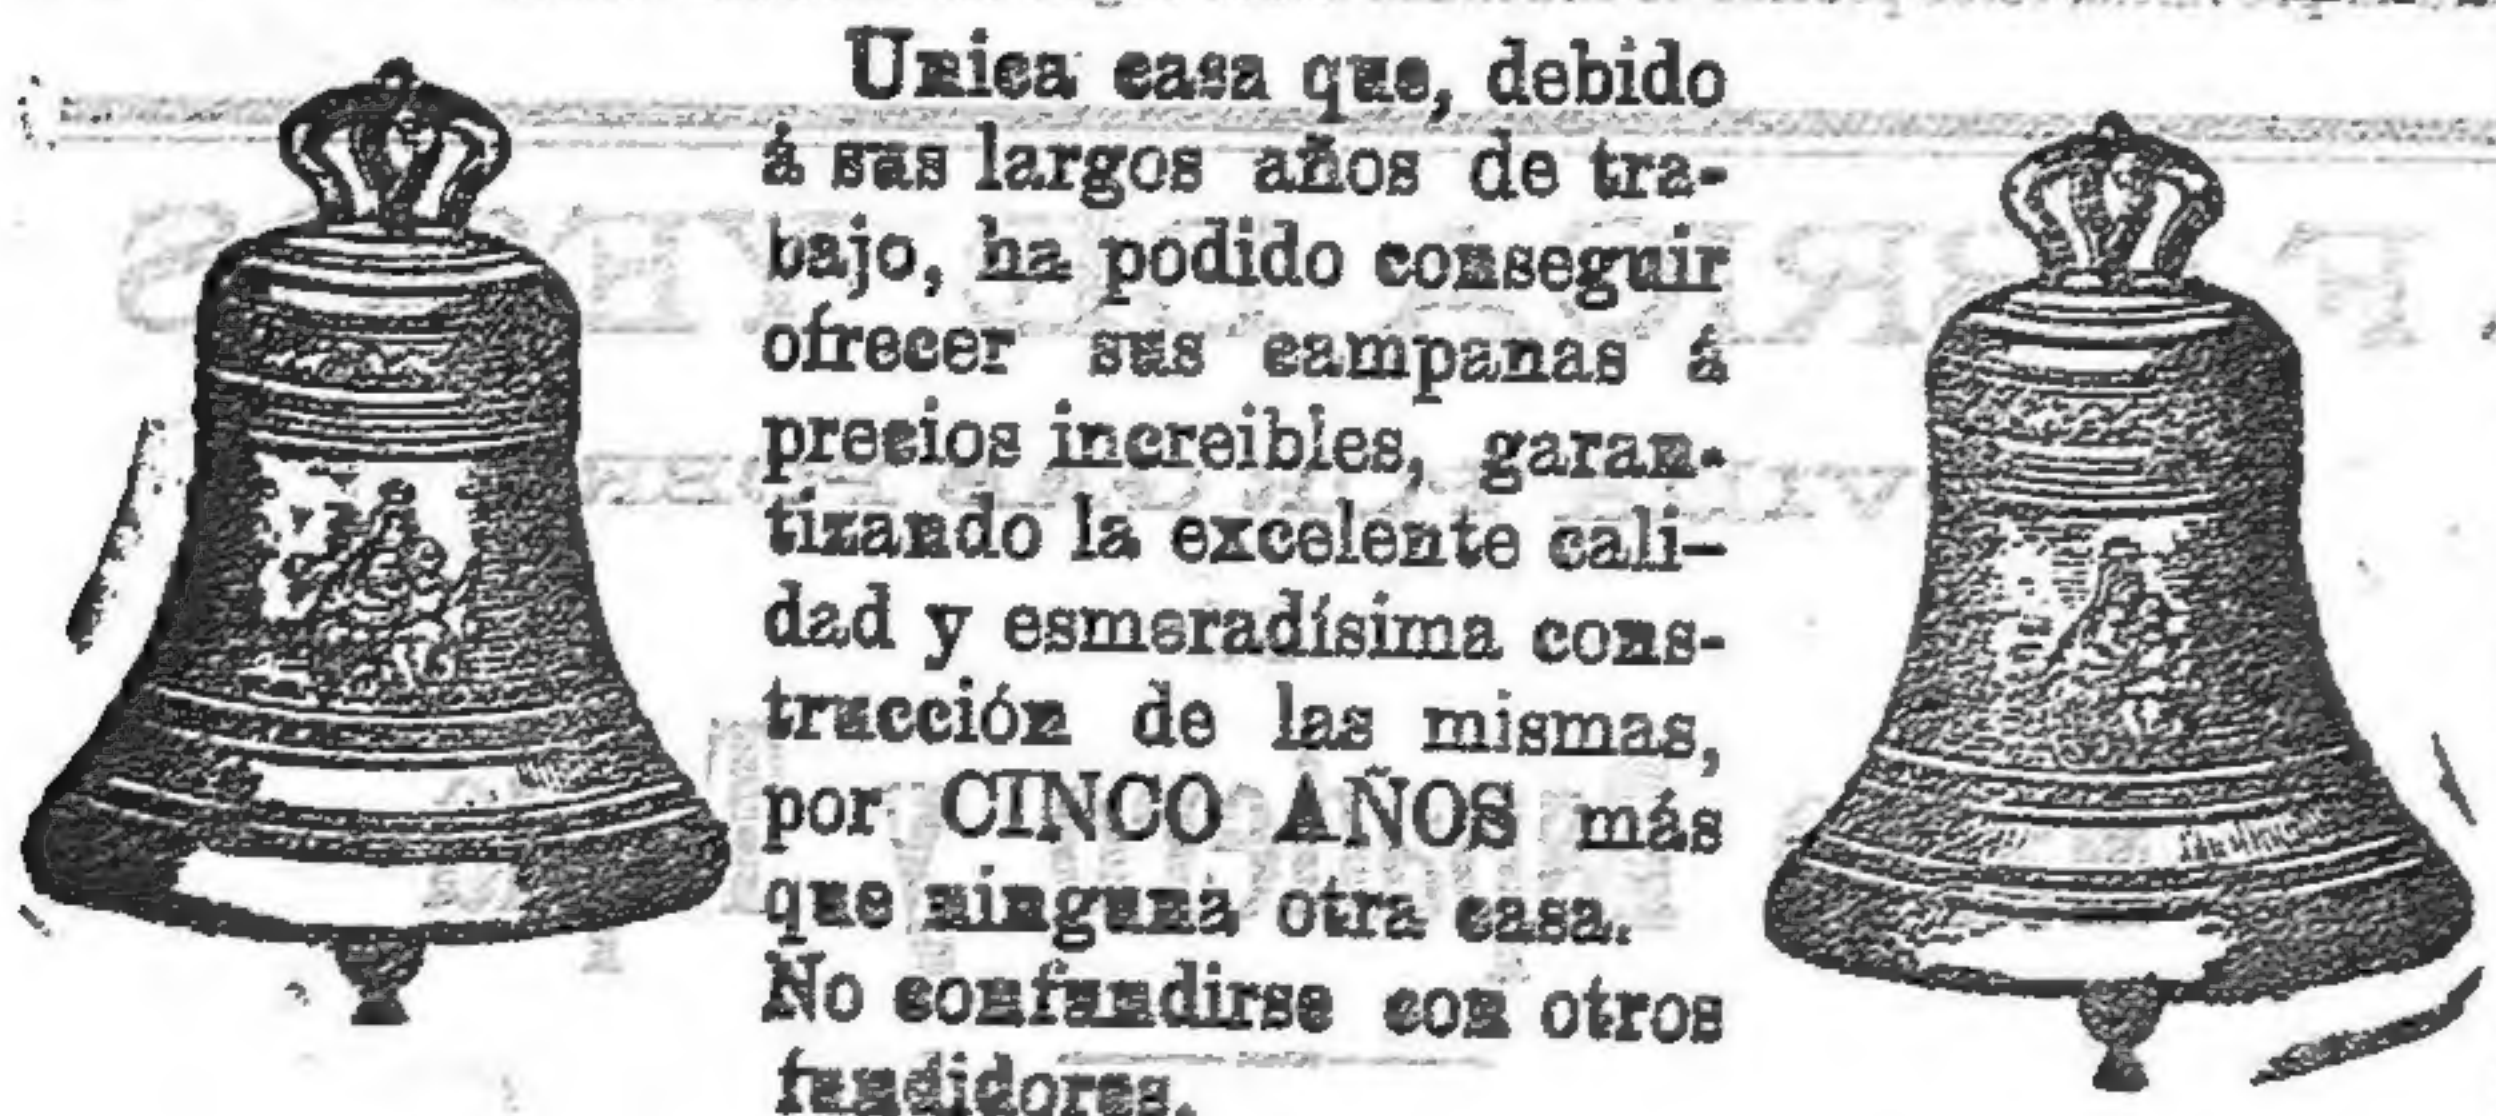 Unica casa que, debido
á sus largos años de tra-
bajo, ha podido conseguir
ofrecer sus campanas á
precios increibles, garan-
tizando la excelente cali-
dad y esmeradísima cons-
trucción de las mismas,
por CINCO AÑOS más
que ninguna otra casa.
No confundirse con otros
fundidores.